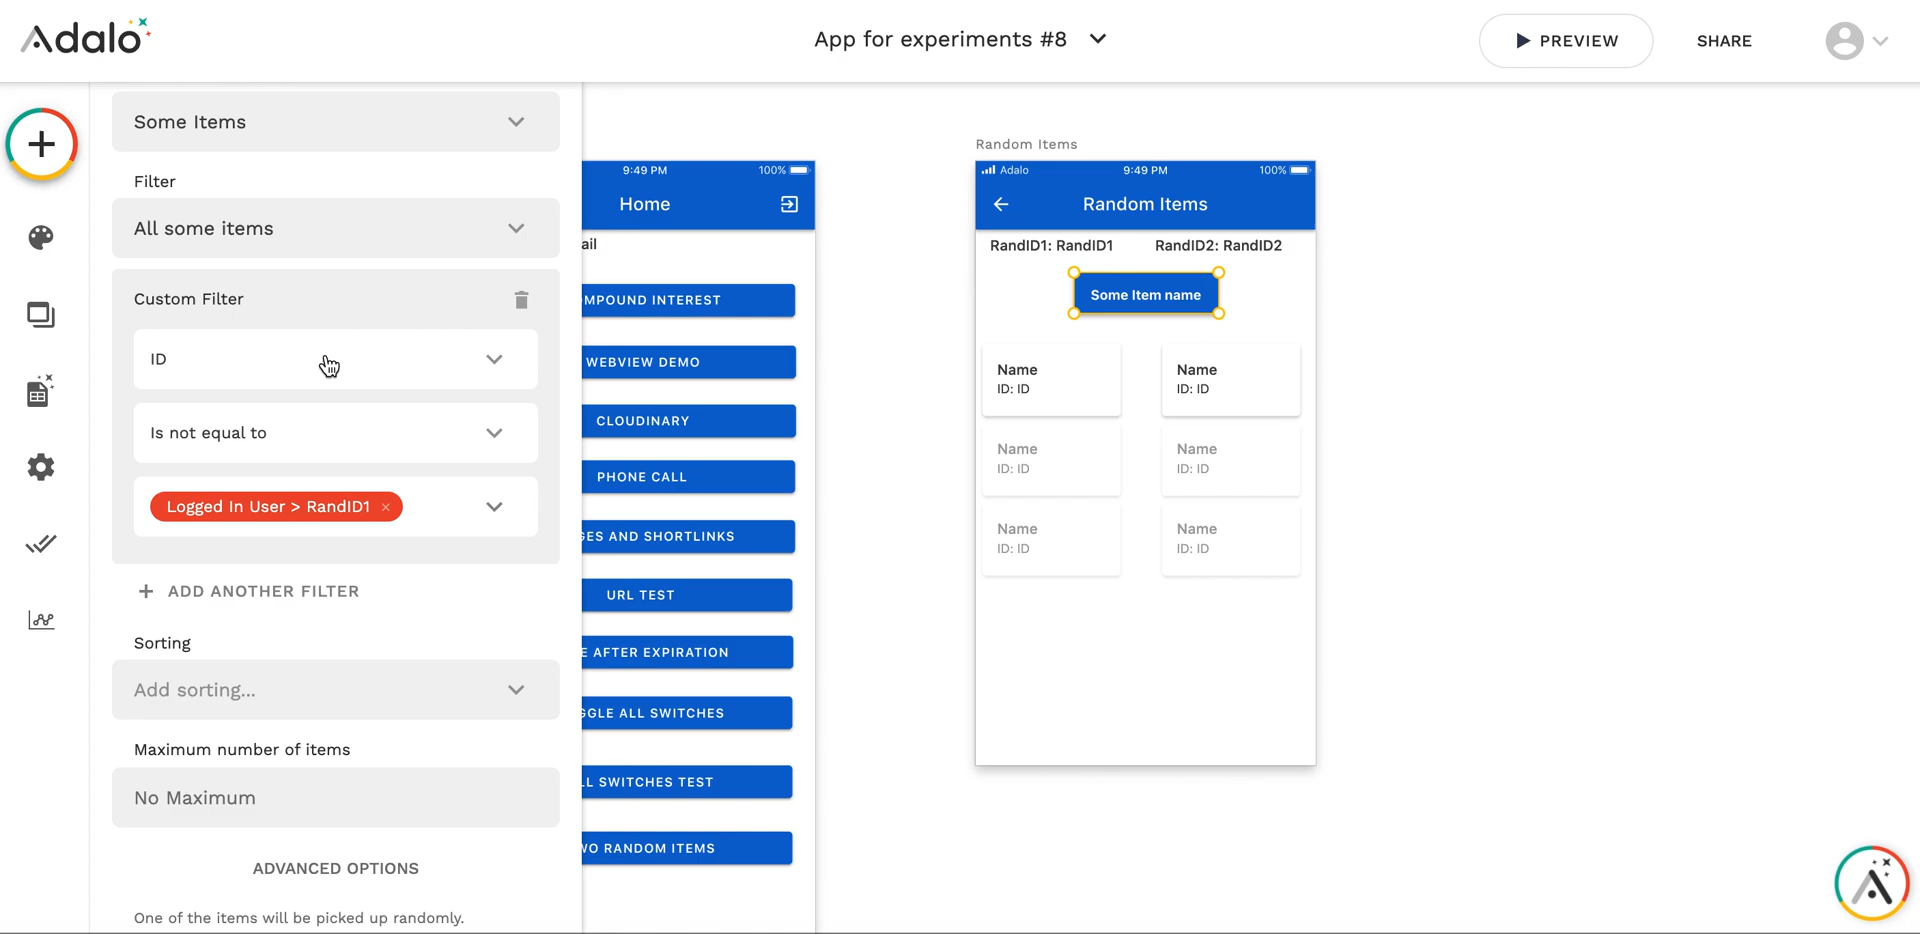 Adalo
App for experiments #8
PREVIEW
SHARE
Some Items
Filter
All some items
Custom Filter
ID
Is not equal to
Logged In User > RandID1 ×
ADD ANOTHER FILTER
Sorting
Add sorting...
Maximum number of items
No Maximum
ADVANCED OPTIONS
One of the items will be picked up randomly.
9:49 PM 100%
Home
ail
MPOUND INTEREST
WEBVIEW DEMO
CLOUDINARY
PHONE CALL
GES AND SHORTLINKS
URL TEST
E AFTER EXPIRATION
GGLE ALL SWITCHES
LL SWITCHES TEST
WO RANDOM ITEMS
Random Items
Adalo 9:49 PM 100%
Random Items
RandID1: RandID1 RandID2: RandID2
Some Item name
Name Name
ID: ID ID: ID
Name Name
ID: ID ID: ID
Name Name
ID: ID ID: ID